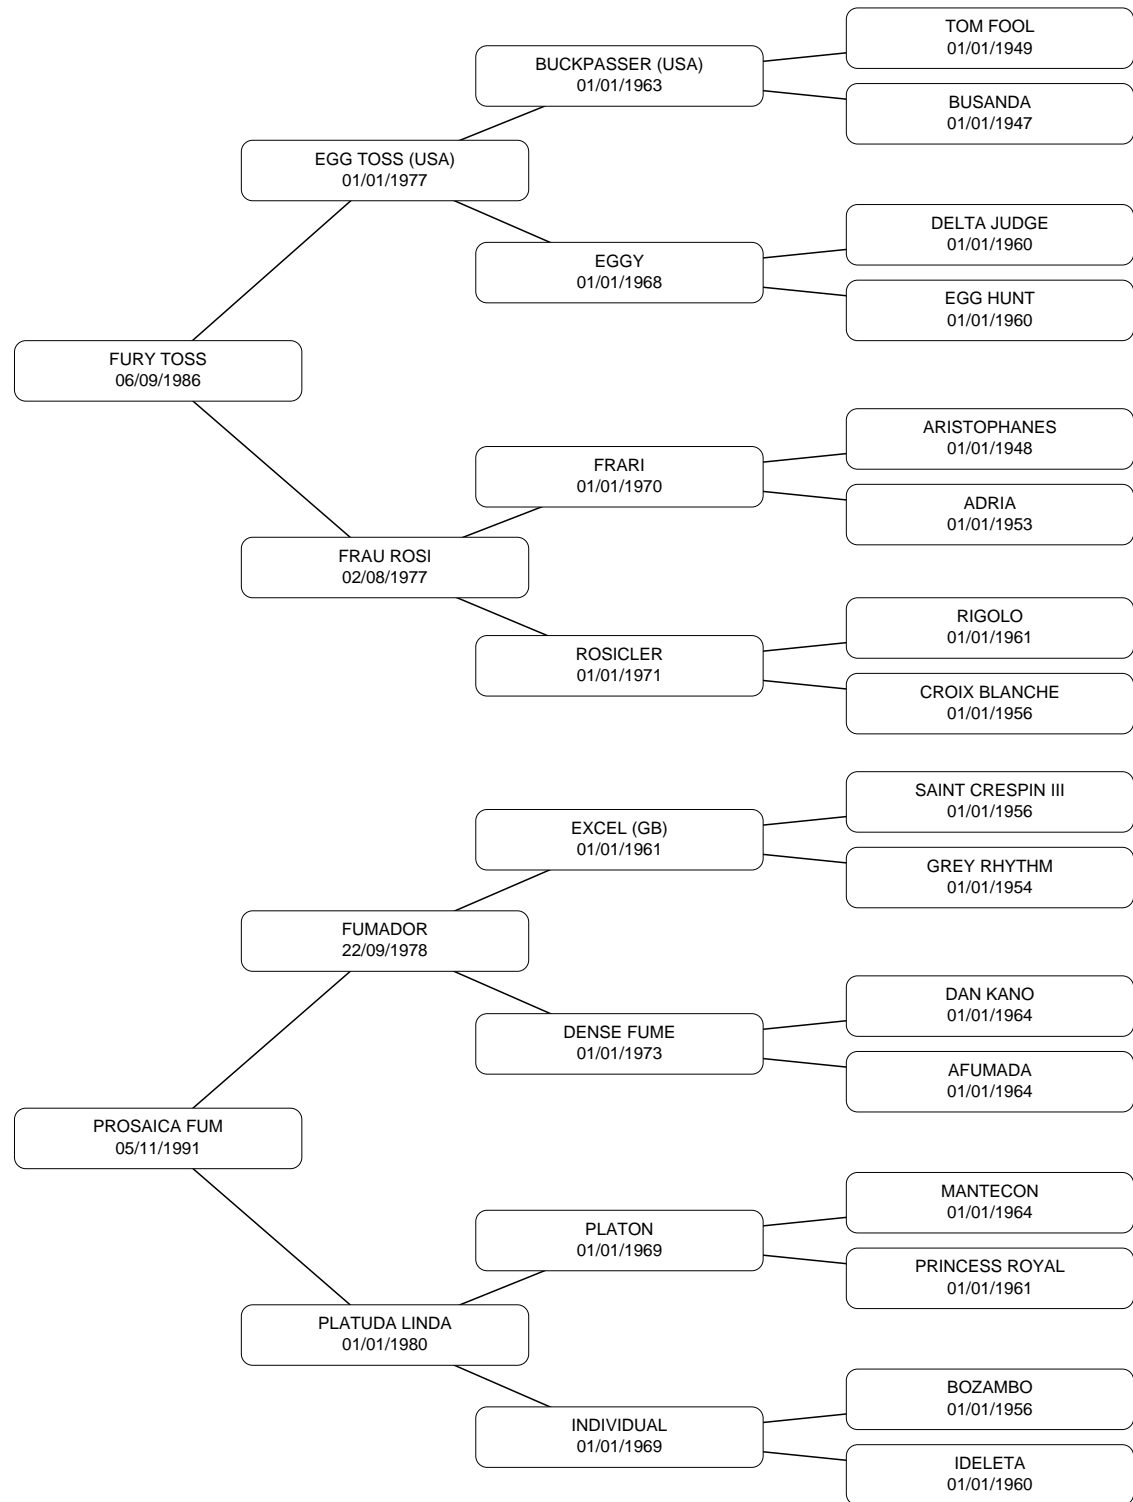 TOM FOOL
01/01/1949
BUCKPASSER (USA)
01/01/1963
BUSANDA
01/01/1947
EGG TOSS (USA)
01/01/1977
DELTA JUDGE
01/01/1960
EGGY
01/01/1968
EGG HUNT
01/01/1960
FURY TOSS
06/09/1986
ARISTOPHANES
01/01/1948
FRARI
01/01/1970
ADRIA
01/01/1953
FRAU ROSI
02/08/1977
RIGOLO
01/01/1961
ROSICLER
01/01/1971
CROIX BLANCHE
01/01/1956
SAINT CRESPIN III
01/01/1956
EXCEL (GB)
01/01/1961
GREY RHYTHM
01/01/1954
FUMADOR
22/09/1978
DAN KANO
01/01/1964
DENSE FUME
01/01/1973
AFUMADA
01/01/1964
PROSAICA FUM
05/11/1991
MANTECON
01/01/1964
PLATON
01/01/1969
PRINCESS ROYAL
01/01/1961
PLATUDA LINDA
01/01/1980
BOZAMBO
01/01/1956
INDIVIDUAL
01/01/1969
IDELETA
01/01/1960